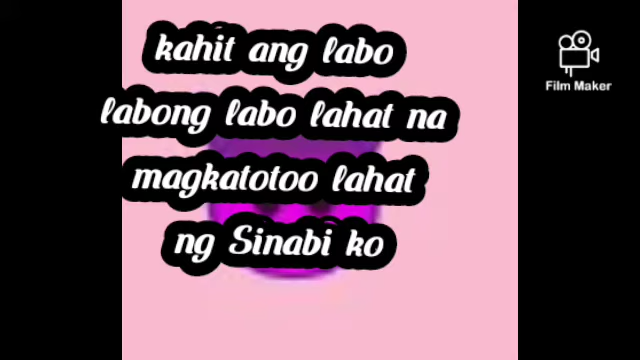 kahit ang labo
labong labo lahat na
magkatotoo lahat
ng Sinabi ko
Film Maker